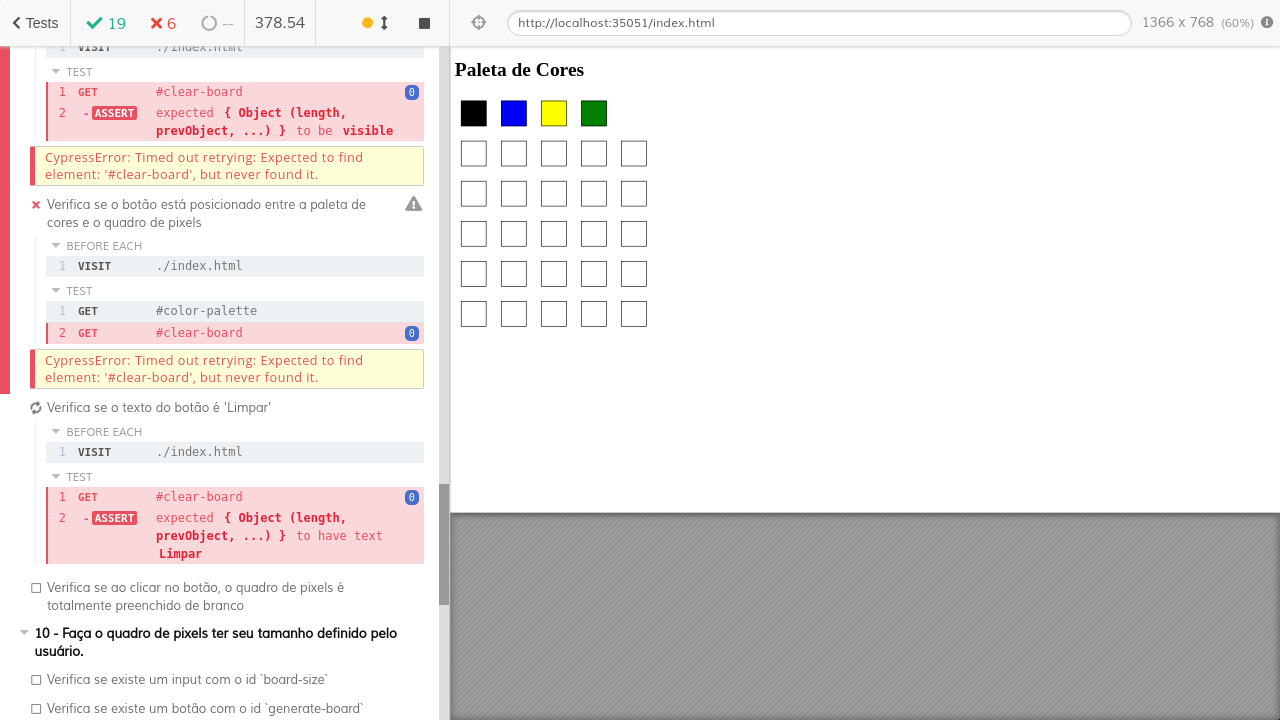 Tests 19 6 -- 378.54 http://localhost:35051/index.html 1366 x 768 (60%)
1 VISIT ./index.html
TEST
1 GET #clear-board 0
2 - ASSERT expected { Object (length,
prevObject, ...) } to be visible
CypressError: Timed out retrying: Expected to find
element: '#clear-board', but never found it.
Verifica se o botão está posicionado entre a paleta de
cores e o quadro de pixels
BEFORE EACH
1 VISIT ./index.html
TEST
1 GET #color-palette
2 GET #clear-board 0
CypressError: Timed out retrying: Expected to find
element: '#clear-board', but never found it.
Verifica se o texto do botão é 'Limpar'
BEFORE EACH
1 VISIT ./index.html
TEST
1 GET #clear-board 0
2 - ASSERT expected { Object (length,
prevObject, ...) } to have text
Limpar
Verifica se ao clicar no botão, o quadro de pixels é
totalmente preenchido de branco
10 - Faça o quadro de pixels ter seu tamanho definido pelo
usuário.
Verifica se existe um input com o id `board-size`
Verifica se existe um botão com o id `generate-board`
Paleta de Cores